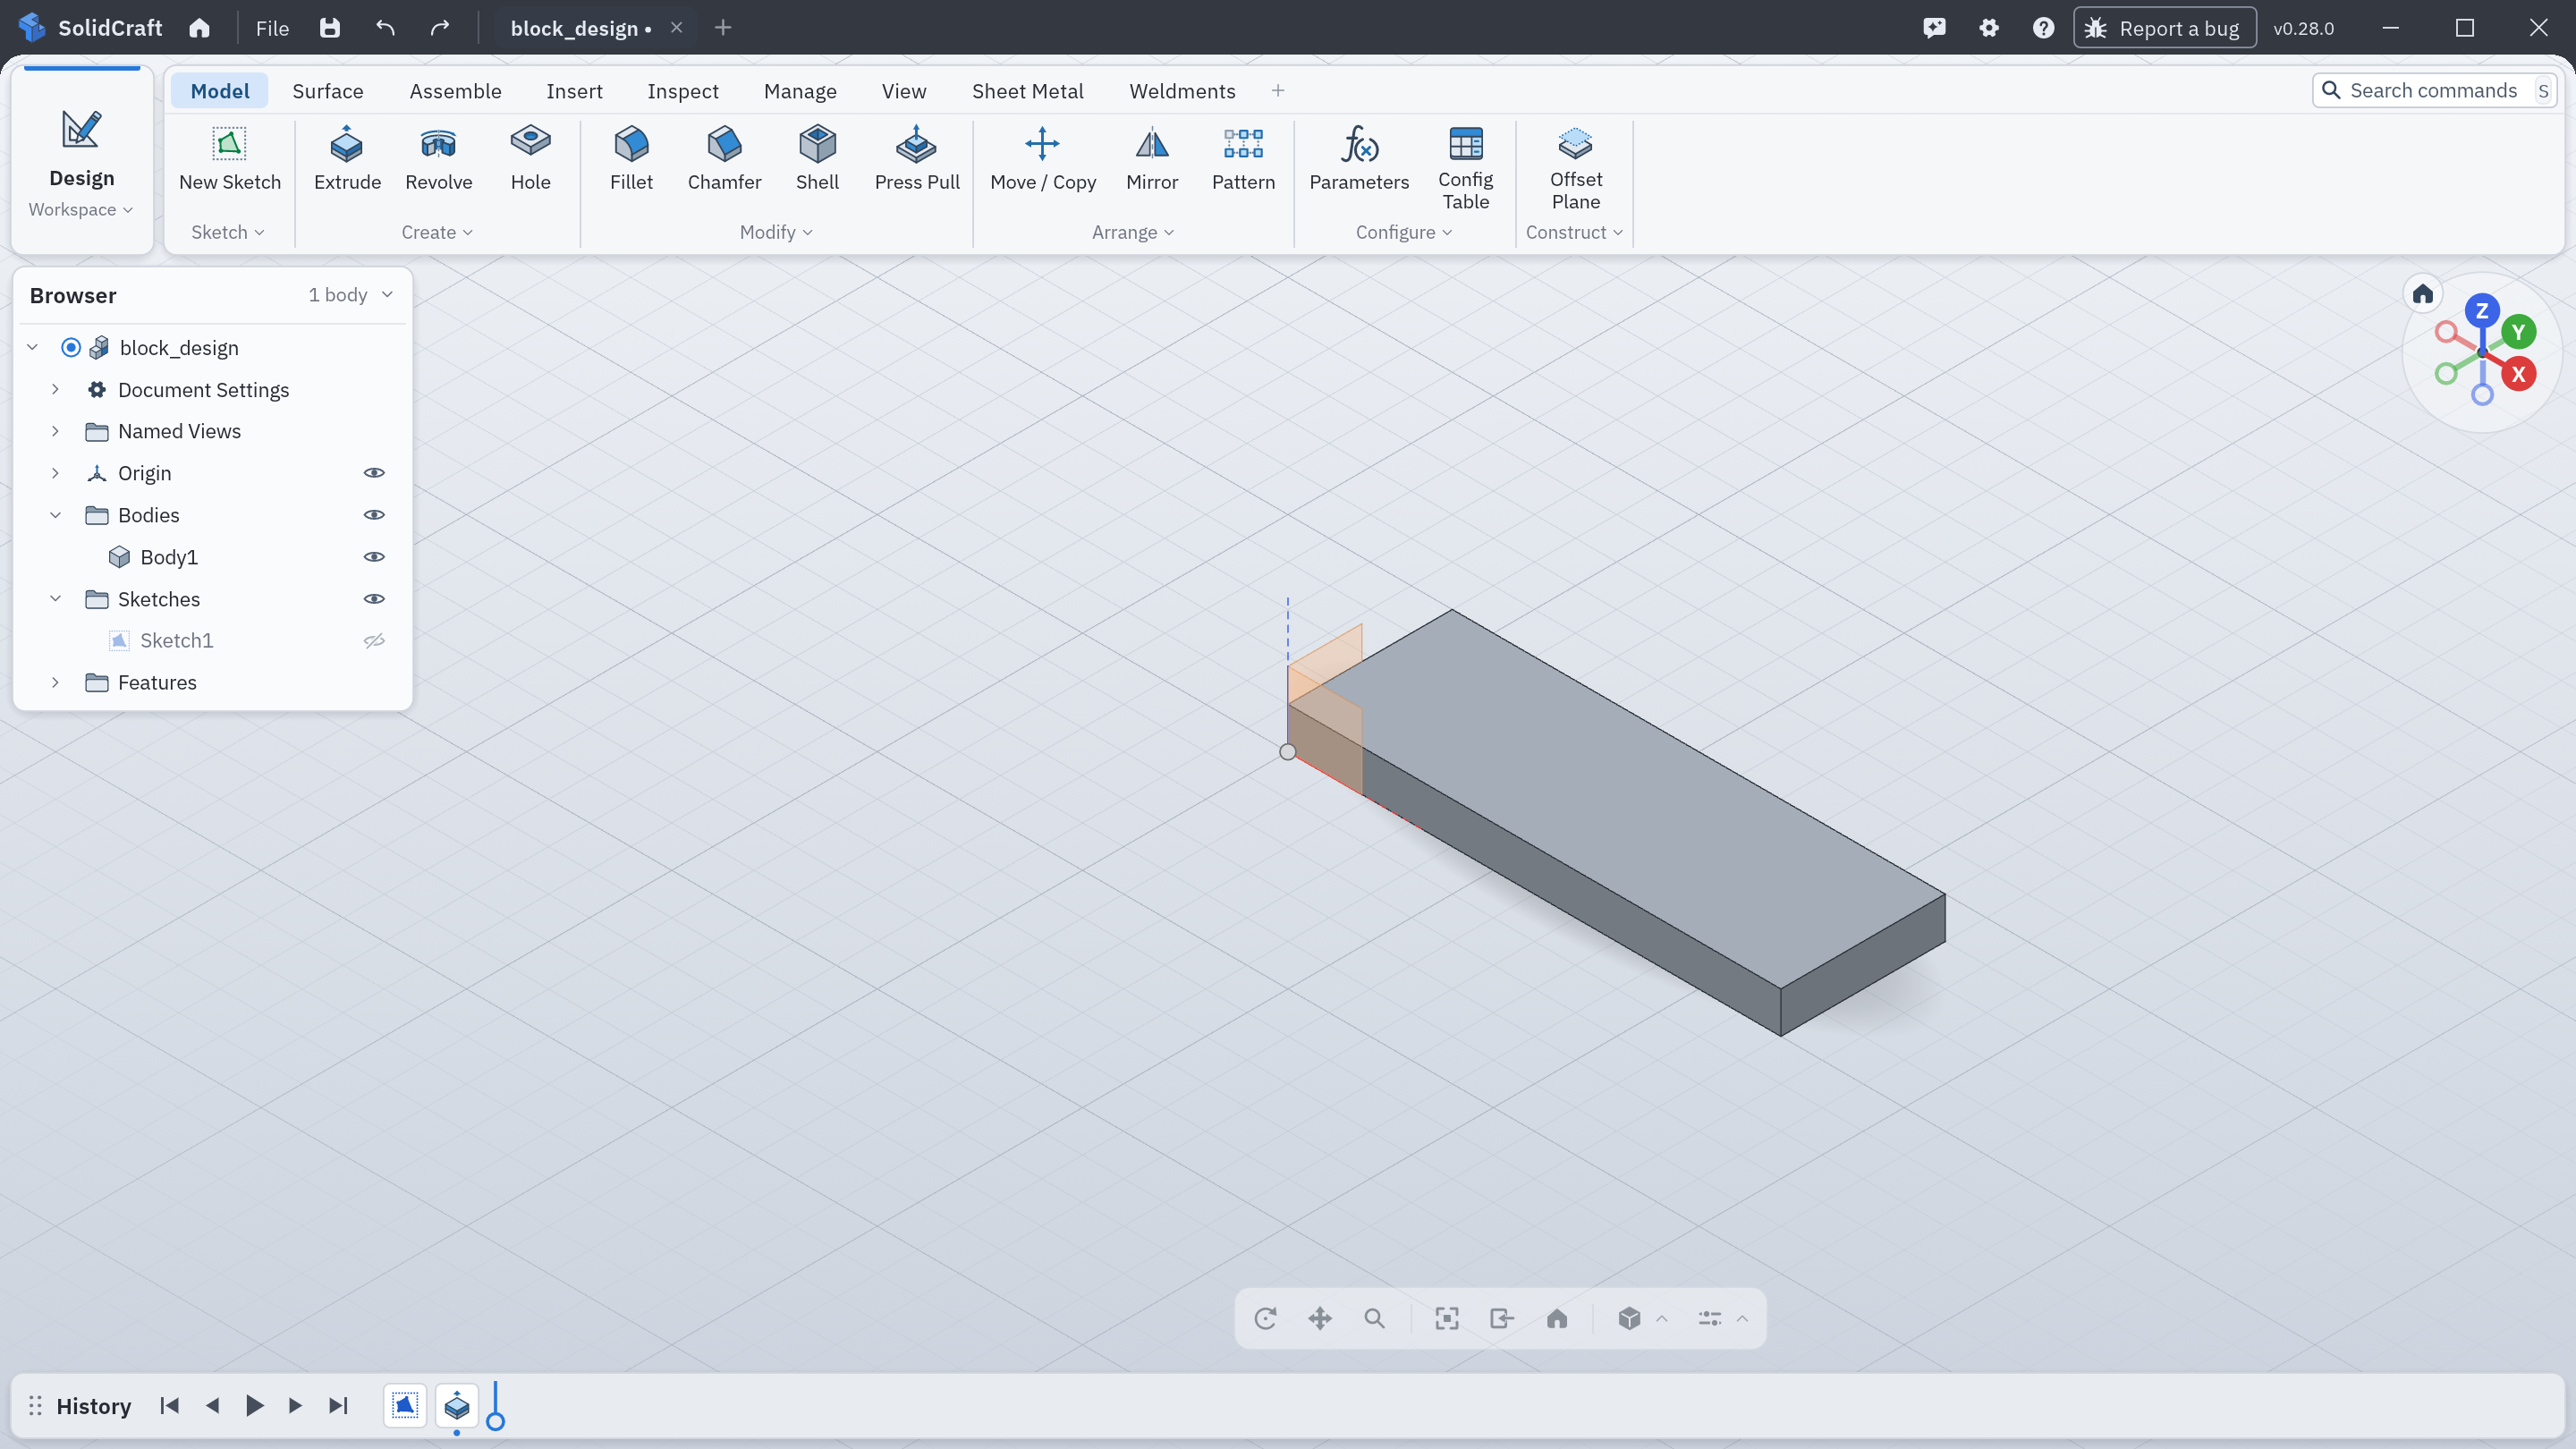 SolidCraft File block_design • Report a bug v0.28.0
Model Surface Assemble Insert Inspect Manage View Sheet Metal Weldments Search commands S
Design
Workspace
New Sketch Extrude Revolve Hole Fillet Chamfer Shell Press Pull Move / Copy Mirror Pattern Parameters Config Table Offset Plane
Sketch Create Modify Arrange Configure Construct
Browser 1 body
block_design
Document Settings
Named Views
Origin
Bodies
Body1
Sketches
Sketch1
Features
Z
Y
X
History